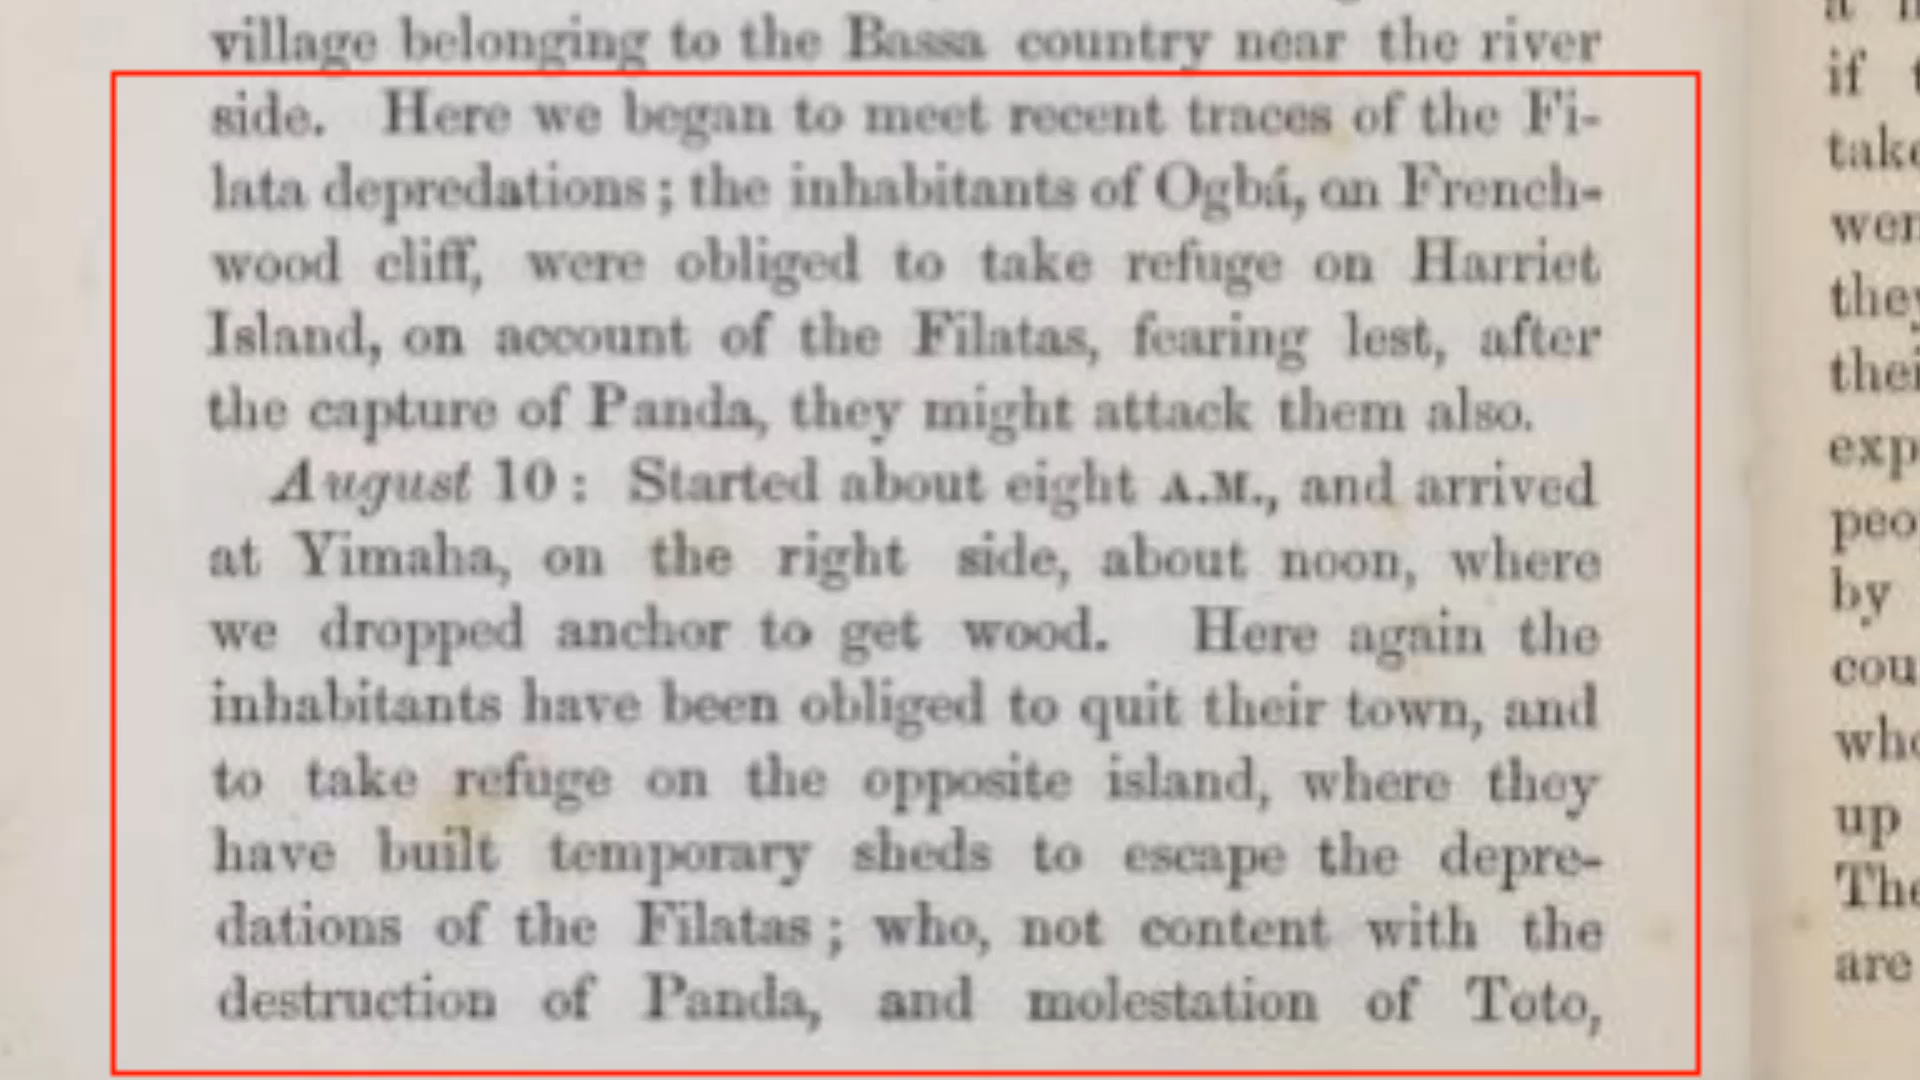 village belonging to the Bassa country near the river
side. Here we began to meet recent traces of the Fi-
lata depredations; the inhabitants of Ogbá, on French-
wood cliff, were obliged to take refuge on Harriet
Island, on account of the Filatas, fearing lest, after
the capture of Panda, they might attack them also.
August 10: Started about eight A.M., and arrived
at Yimaha, on the right side, about noon, where
we dropped anchor to get wood. Here again the
inhabitants have been obliged to quit their town, and
to take refuge on the opposite island, where they
have built temporary sheds to escape the depre-
dations of the Filatas; who, not content with the
destruction of Panda, and molestation of Toto,
if
wer
they
thei
exp
peo
by
cou
who
up
The
are